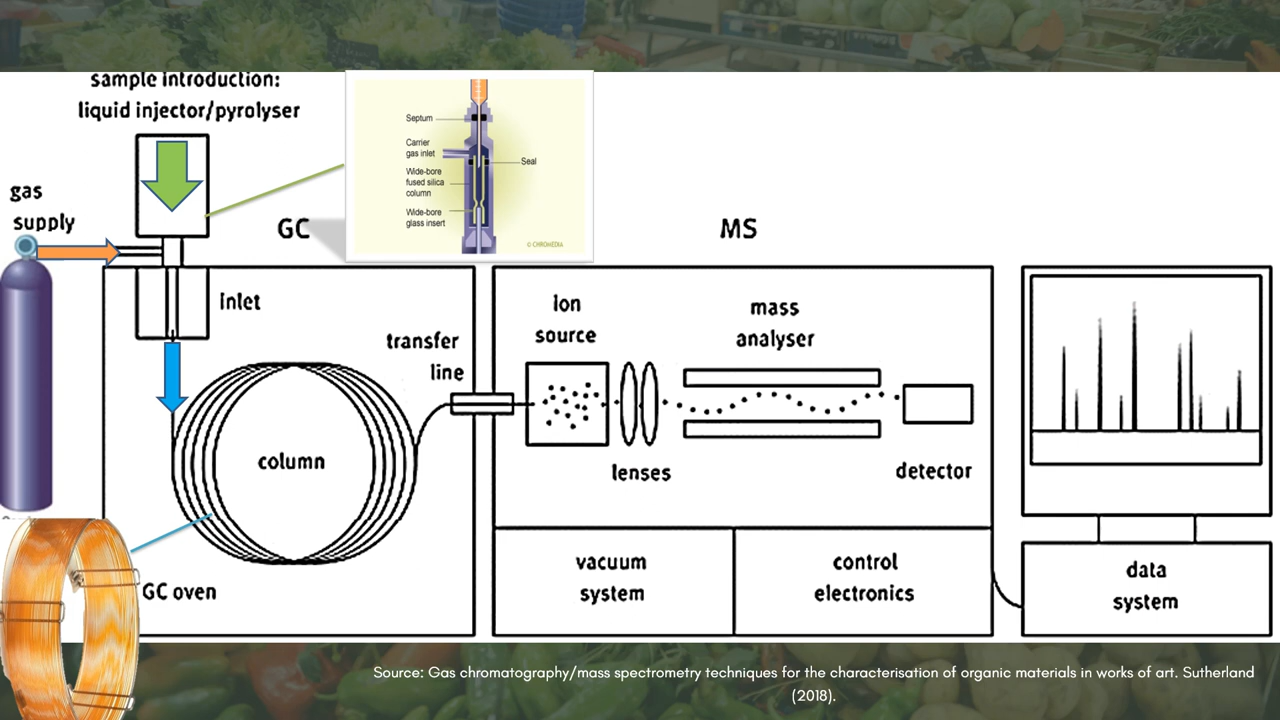 sample introduction:
liquid injector/pyrolyser
gas
supply
Septum
Carrier
gas inlet
Seal
Wide-bore
fused silica
column
Wide-bore
glass insert
© CHROMEDIA
GC
MS
inlet
transfer
line
column
GC oven
ion
source
lenses
mass
analyser
detector
vacuum
system
control
electronics
data
system
Source: Gas chromatography/mass spectrometry techniques for the characterisation of organic materials in works of art. Sutherland
(2018).